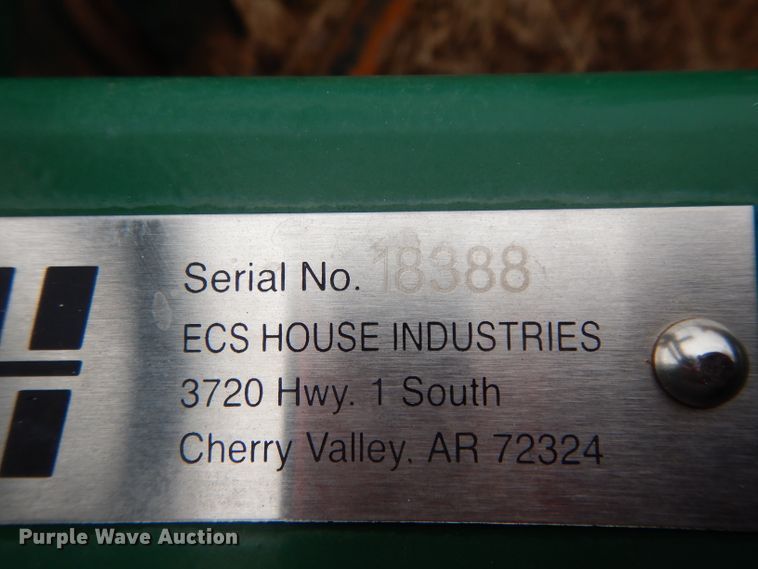 Serial No. 18388
ECS HOUSE INDUSTRIES
3720 Hwy. 1 South
Cherry Valley, AR 72324
Purple Wave Auction